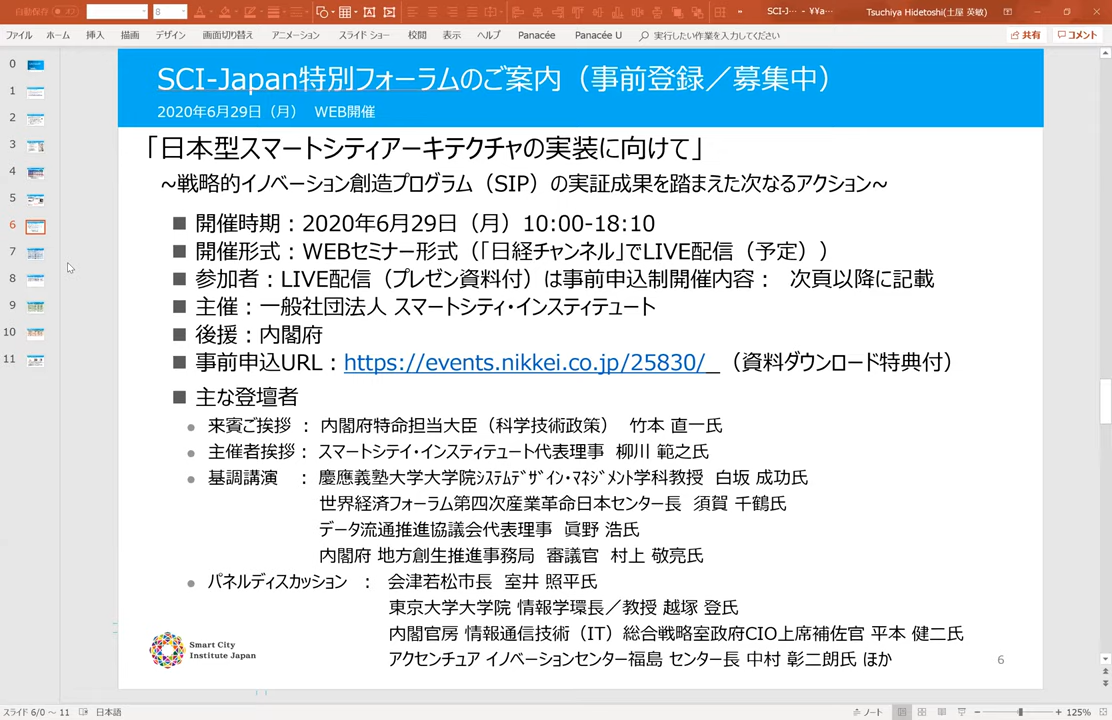 自動保存
8
SCI-J… - ¥¥a…
Tsuchiya Hidetoshi(土屋 英敏)
ファイル ホーム 挿入 描画 デザイン 画面切り替え アニメーション スライド ショー 校閲 表示 ヘルプ Panacée Panacée U 実行したい作業を入力してください 共有 コメント
0
1
2
3
4
5
6
7
8
9
10
11
SCI-Japan特別フォーラムのご案内（事前登録／募集中）
2020年6月29日（月） WEB開催
「日本型スマートシティアーキテクチャの実装に向けて」
~戦略的イノベーション創造プログラム（SIP）の実証成果を踏まえた次なるアクション~
■ 開催時期：2020年6月29日（月）10:00-18:10
■ 開催形式：WEBセミナー形式（「日経チャンネル」でLIVE配信（予定））
■ 参加者：LIVE配信（プレゼン資料付）は事前申込制開催内容： 次頁以降に記載
■ 主催：一般社団法人 スマートシティ・インスティテュート
■ 後援：内閣府
■ 事前申込URL：https://events.nikkei.co.jp/25830/ （資料ダウンロード特典付）
■ 主な登壇者
● 来賓ご挨拶 ： 内閣府特命担当大臣（科学技術政策） 竹本 直一氏
● 主催者挨拶： スマートシテイ・インスティテュート代表理事 柳川 範之氏
● 基調講演 ： 慶應義塾大学大学院ｼｽﾃﾑﾃﾞｻﾞｲﾝ・ﾏﾈｼﾞﾒﾝﾄ学科教授 白坂 成功氏
世界経済フォーラム第四次産業革命日本センター長 須賀 千鶴氏
データ流通推進協議会代表理事 眞野 浩氏
内閣府 地方創生推進事務局 審議官 村上 敬亮氏
● パネルディスカッション ： 会津若松市長 室井 照平氏
東京大学大学院 情報学環長／教授 越塚 登氏
内閣官房 情報通信技術（IT）総合戦略室政府CIO上席補佐官 平本 健二氏
アクセンチュア イノベーションセンター福島 センター長 中村 彰二朗氏 ほか
Smart City
Institute Japan
6
スライド 6/0 ～ 11 日本語 ノート 125%